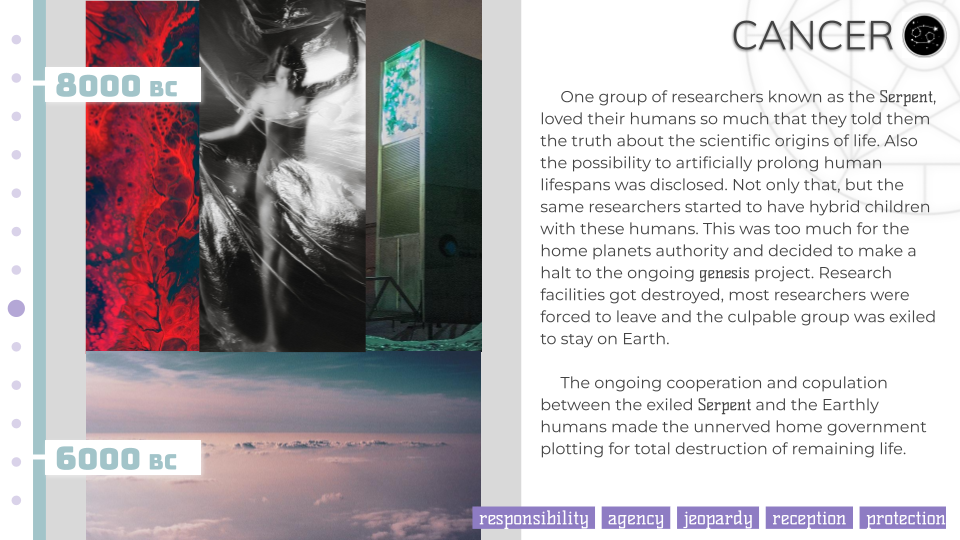 CANCER
8000 BC
6000 BC
One group of researchers known as the Serpent,
loved their humans so much that they told them
the truth about the scientific origins of life. Also
the possibility to artificially prolong human
lifespans was disclosed. Not only that, but the
same researchers started to have hybrid children
with these humans. This was too much for the
home planets authority and decided to make a
halt to the ongoing genesis project. Research
facilities got destroyed, most researchers were
forced to leave and the culpable group was exiled
to stay on Earth.
The ongoing cooperation and copulation
between the exiled Serpent and the Earthly
humans made the unnerved home government
plotting for total destruction of remaining life.
responsibility agency jeopardy reception protection